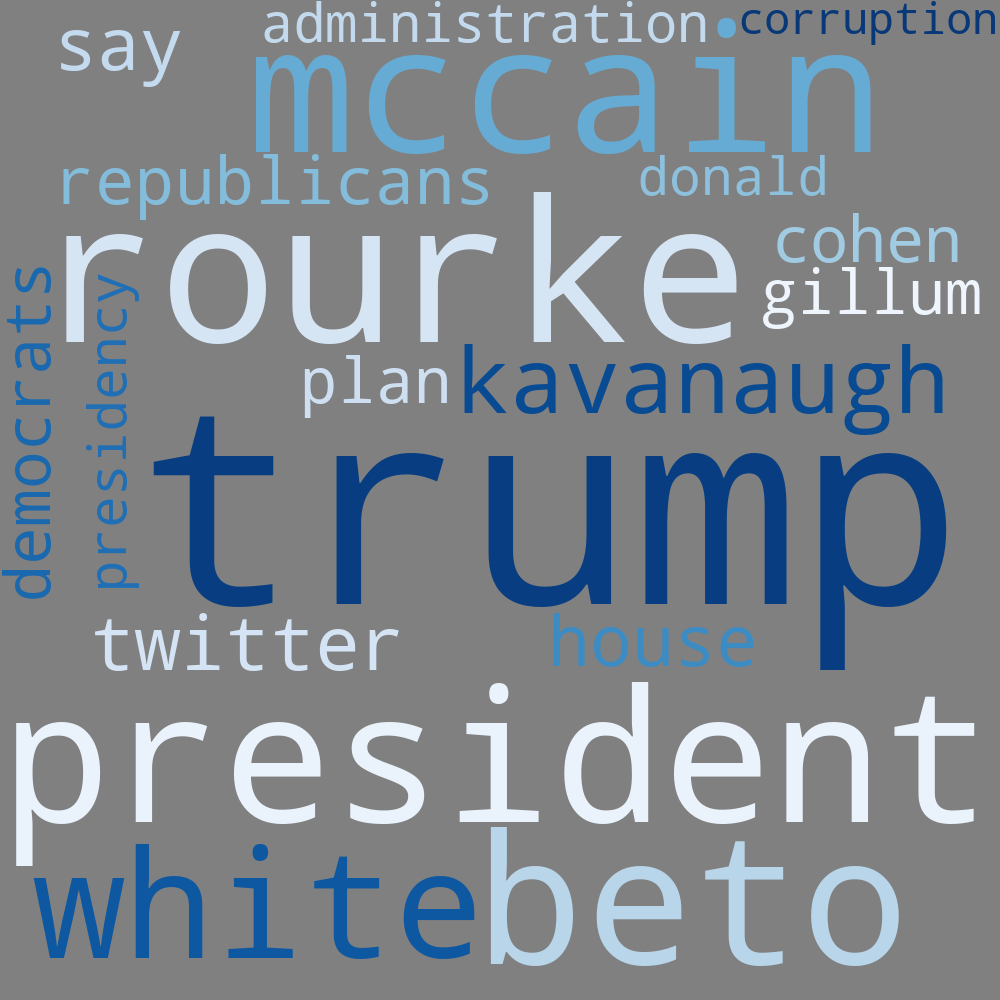 administration
corruption
say
mccain
republicans
donald
rourke
cohen
gillum
democrats
presidency
plan
kavanaugh
trump
twitter
house
president
white
beto